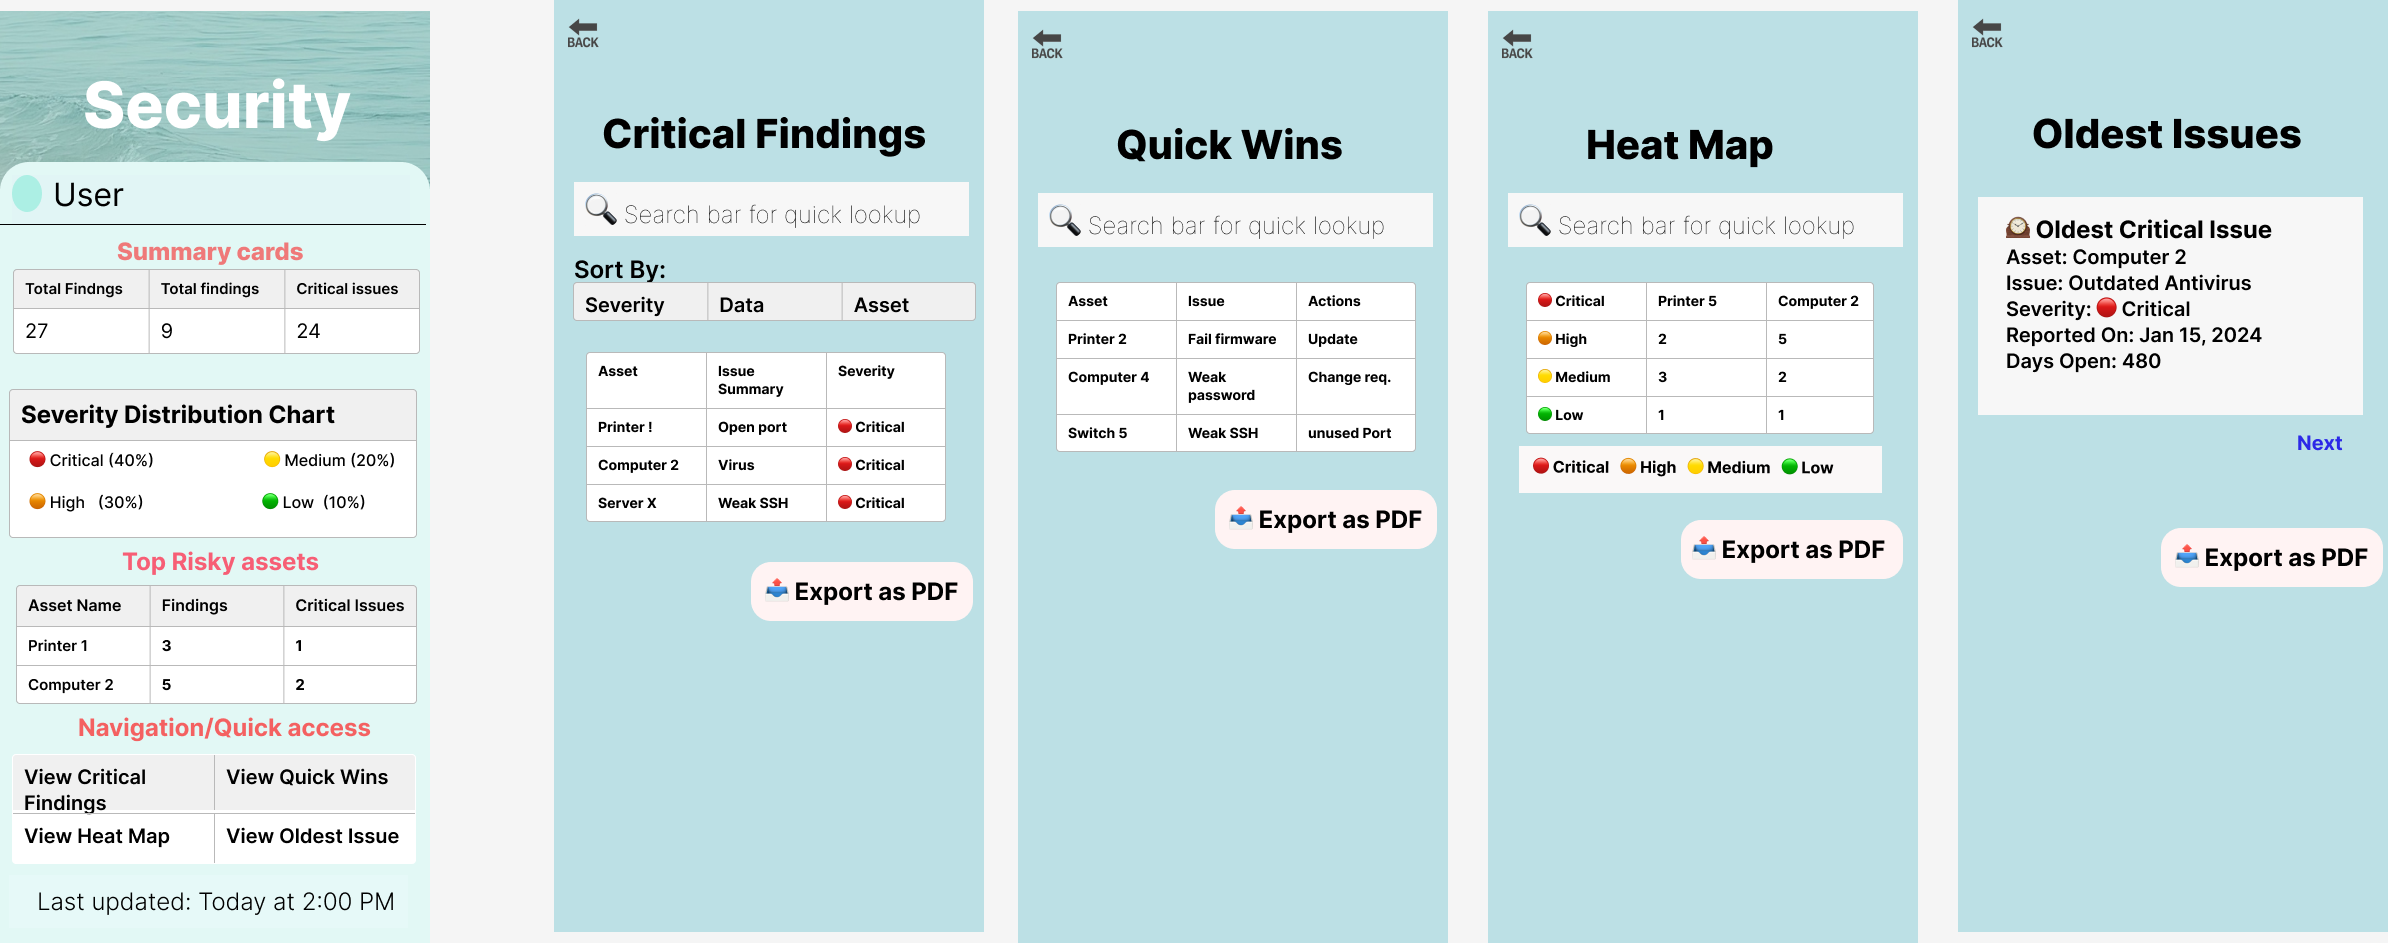 Security
User
Summary cards
Total Findngs Total findings Critical issues
27 9 24
Severity Distribution Chart
Critical (40%) Medium (20%)
High (30%) Low (10%)
Top Risky assets
Asset Name Findings Critical Issues
Printer 1 3 1
Computer 2 5 2
Navigation/Quick access
View Critical Findings View Quick Wins
View Heat Map View Oldest Issue
Last updated: Today at 2:00 PM
BACK
Critical Findings
Search bar for quick lookup
Sort By:
Severity Data Asset
Asset Issue Summary Severity
Printer ! Open port Critical
Computer 2 Virus Critical
Server X Weak SSH Critical
Export as PDF
BACK
Quick Wins
Search bar for quick lookup
Asset Issue Actions
Printer 2 Fail firmware Update
Computer 4 Weak password Change req.
Switch 5 Weak SSH unused Port
Export as PDF
BACK
Heat Map
Search bar for quick lookup
Critical Printer 5 Computer 2
High 2 5
Medium 3 2
Low 1 1
Critical High Medium Low
Export as PDF
BACK
Oldest Issues
Oldest Critical Issue
Asset: Computer 2
Issue: Outdated Antivirus
Severity: Critical
Reported On: Jan 15, 2024
Days Open: 480
Next
Export as PDF